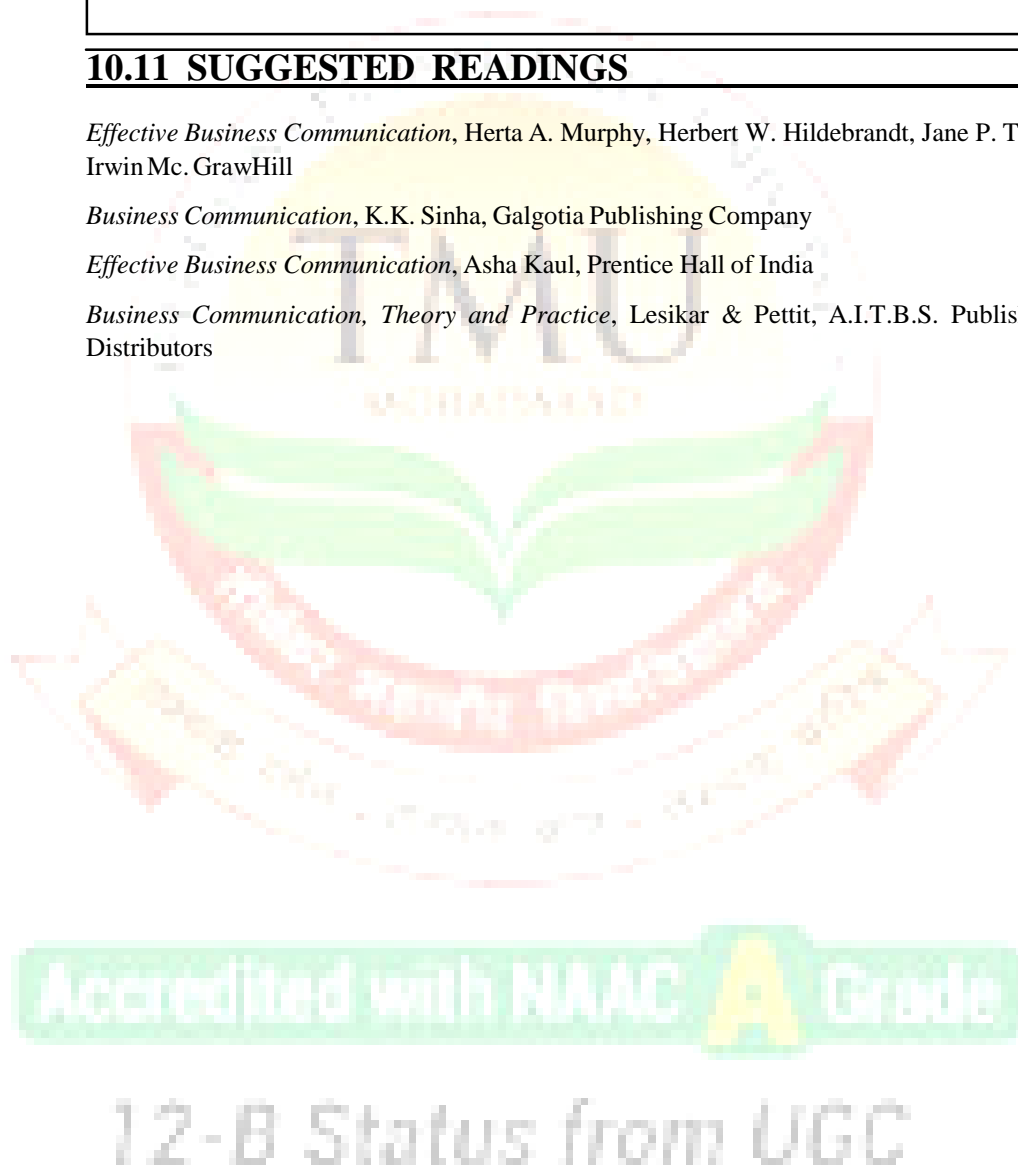 10.11 SUGGESTED READINGS
Effective Business Communication, Herta A. Murphy, Herbert W. Hildebrandt, Jane P. T
Irwin Mc. GrawHill
Business Communication, K.K. Sinha, Galgotia Publishing Company
Effective Business Communication, Asha Kaul, Prentice Hall of India
Business Communication, Theory and Practice, Lesikar & Pettit, A.I.T.B.S. Publis
Distributors
TMU
MORADABAD
Accredited with NAAC A Grade
12-B Status from UGC